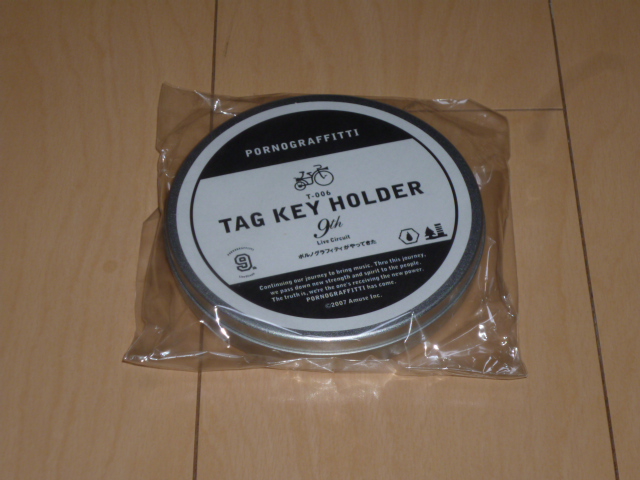 PORNOGRAFFITTI
T-006
TAG KEY HOLDER
9th
Live Circuit
ポルノグラフィティがやってきた
9
Continuing our journey to bring music. Thru this journey,
we pass down new strength and spirit to the people.
The truth is, we're the one's receiving the new power.
PORNOGRAFFITTI has come.
©2007 Amuse Inc.